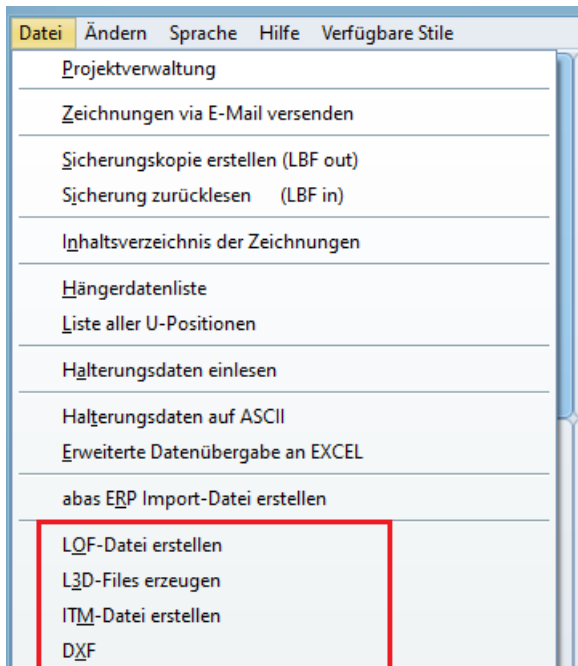 Datei Ändern Sprache Hilfe Verfügbare Stile
Projektverwaltung
Zeichnungen via E-Mail versenden
Sicherungskopie erstellen (LBF out)
Sicherung zurücklesen (LBF in)
Inhaltsverzeichnis der Zeichnungen
Hängerdatenliste
Liste aller U-Positionen
Halterungsdaten einlesen
Halterungsdaten auf ASCII
Erweiterte Datenübergabe an EXCEL
abas ERP Import-Datei erstellen
LOF-Datei erstellen
L3D-Files erzeugen
ITM-Datei erstellen
DXF